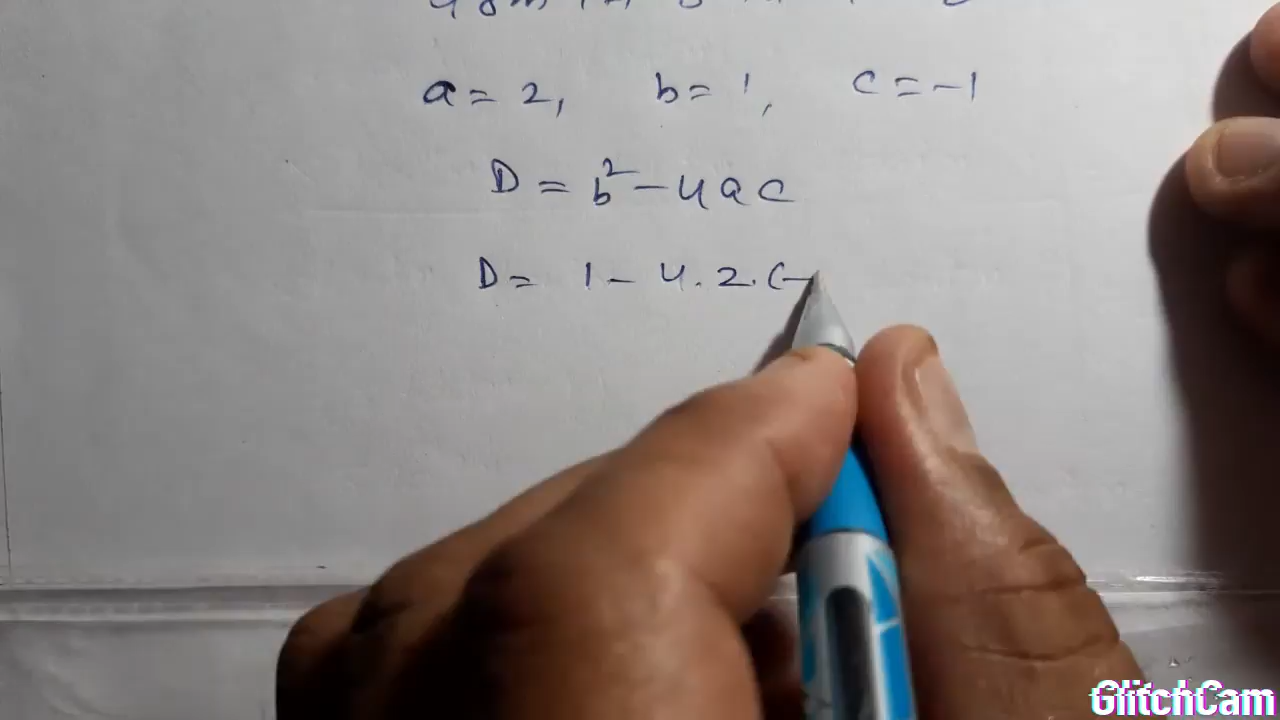 a = 2, b = 1, c = -1
D = b² - 4ac
D = 1 - 4.2.(-
GlitchCam